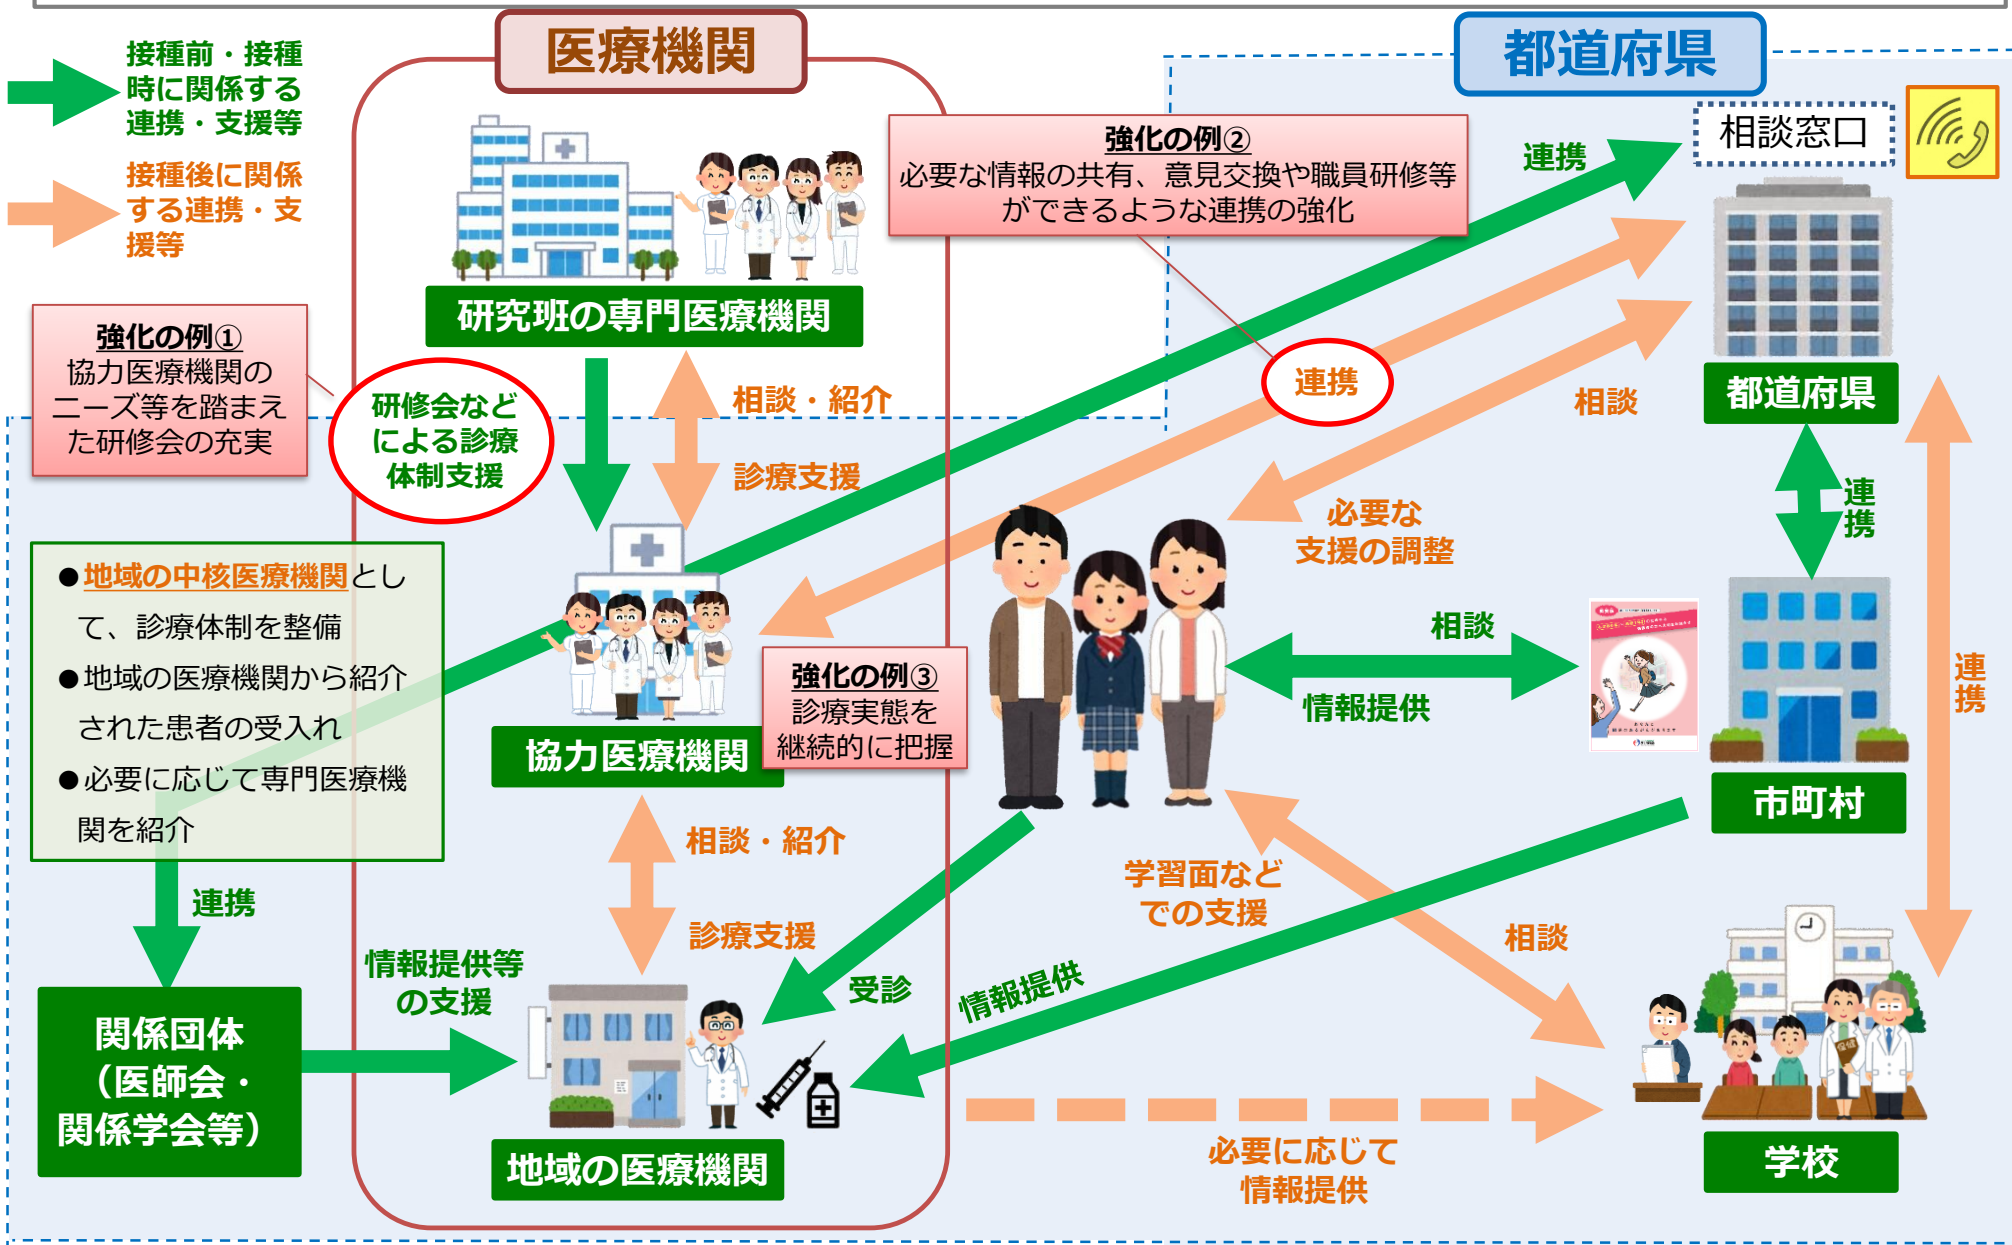 医療機関
都道府県
接種前・接種
時に関係する
連携・支援等
接種後に関係
する連携・支
援等
相談窓口
強化の例②
必要な情報の共有、意見交換や職員研修等
ができるような連携の強化
連携
研究班の専門医療機関
強化の例①
協力医療機関の
ニーズ等を踏まえ
た研修会の充実
研修会など
による診療
体制支援
相談・紹介
診療支援
連携
相談
都道府県
必要な
支援の調整
連
携
●地域の中核医療機関とし
て、診療体制を整備
●地域の医療機関から紹介
された患者の受入れ
●必要に応じて専門医療機
関を紹介
強化の例③
診療実態を
継続的に把握
協力医療機関
相談
情報提供
市町村
連
携
相談・紹介
診療支援
連携
学習面など
での支援
相談
情報提供等
の支援
受診
情報提供
関係団体
（医師会・
関係学会等）
地域の医療機関
必要に応じて
情報提供
保健
学校